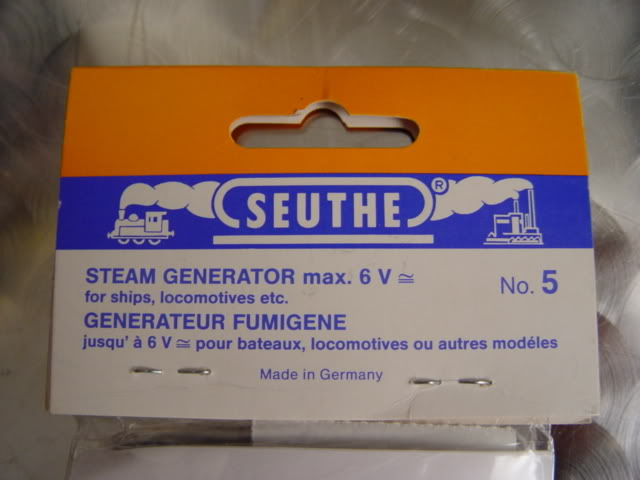 SEUTHE®
STEAM GENERATOR max. 6 V ≅
No. 5
for ships, locomotives etc.
GENERATEUR FUMIGENE
jusqu' à 6 V ≅ pour bateaux, locomotives ou autres modéles
Made in Germany